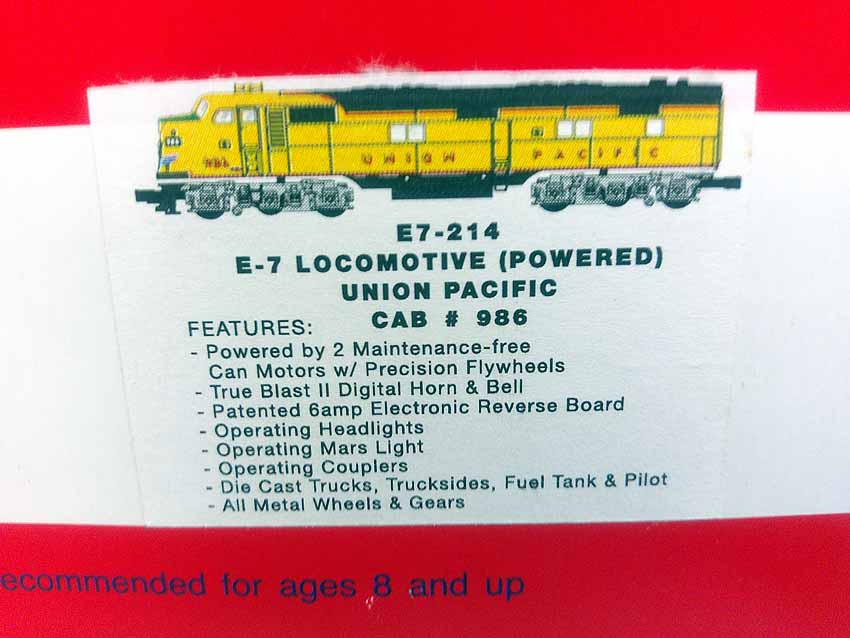 UNION PACIFIC
E7-214
E-7 LOCOMOTIVE (POWERED)
UNION PACIFIC
CAB # 986
FEATURES:
- Powered by 2 Maintenance-free
Can Motors w/ Precision Flywheels
- True Blast II Digital Horn & Bell
- Patented 6amp Electronic Reverse Board
- Operating Headlights
- Operating Mars Light
- Operating Couplers
- Die Cast Trucks, Trucksides, Fuel Tank & Pilot
- All Metal Wheels & Gears
ecommended for ages 8 and up